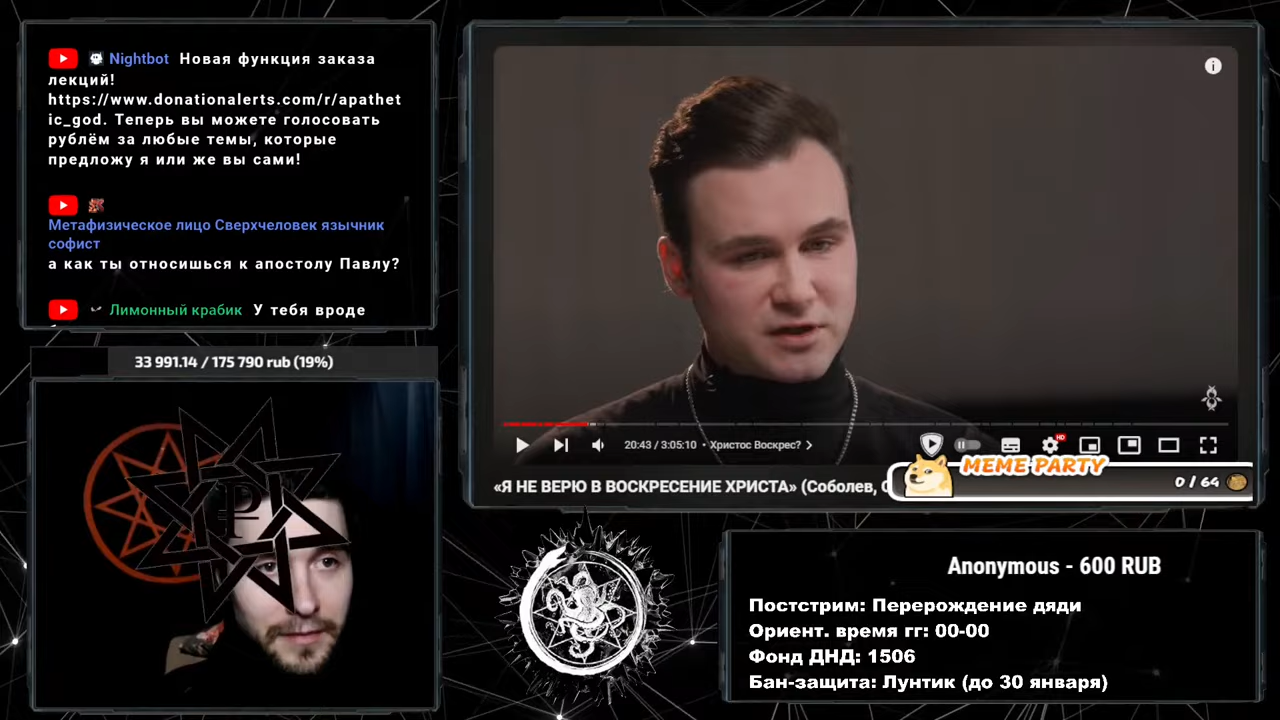 Nightbot Новая функция заказа
лекций!
https://www.donationalerts.com/r/apathet
ic_god. Теперь вы можете голосовать
рублём за любые темы, которые
предложу я или же вы сами!
Метафизическое лицо Сверхчеловек язычник
софист
а как ты относишься к апостолу Павлу?
Лимонный крабик У тебя вроде
33 991.14 / 175 790 rub (19%)
20:43 / 3:05:10 • Христос Воскрес?
HD
«Я НЕ ВЕРЮ В ВОСКРЕСЕНИЕ ХРИСТА» (Соболев,
MEME PARTY
0 / 64
Anonymous - 600 RUB
Постстрим: Перерождение дяди
Ориент. время гг: 00-00
Фонд ДНД: 1506
Бан-защита: Лунтик (до 30 января)